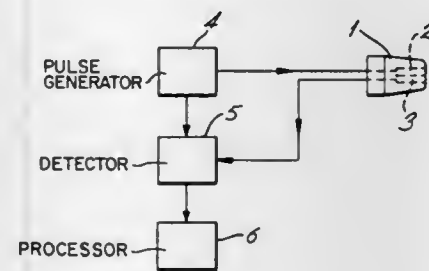 4
1
2
PULSE
GENERATOR
5
3
DETECTOR
PROCESSOR
6